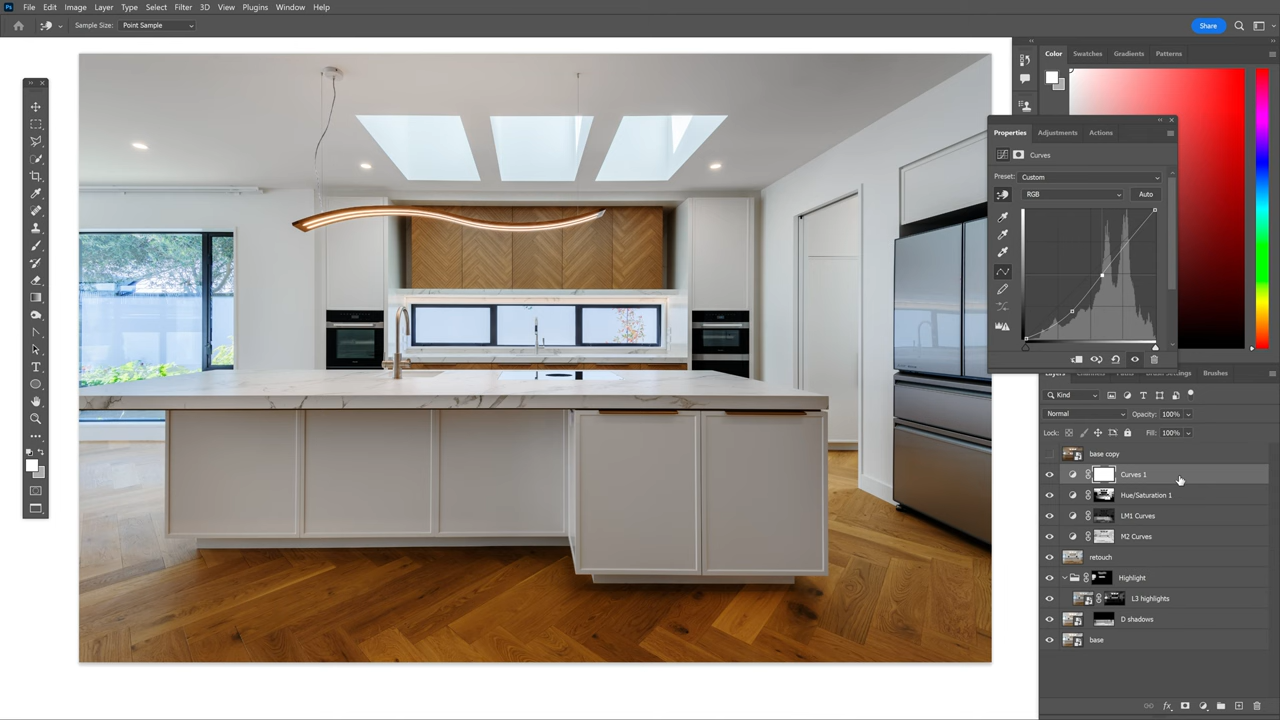 Ps File Edit Image Layer Type Select Filter 3D View Plugins Window Help
Sample Size: Point Sample Share
Color Swatches Gradients Patterns
Properties Adjustments Actions
Curves
Preset: Custom
RGB Auto
Brushes
Kind
Normal Opacity: 100%
Lock: Fill: 100%
base copy
Curves 1
Hue/Saturation 1
LM1 Curves
M2 Curves
retouch
Highlight
L3 highlights
D shadows
base